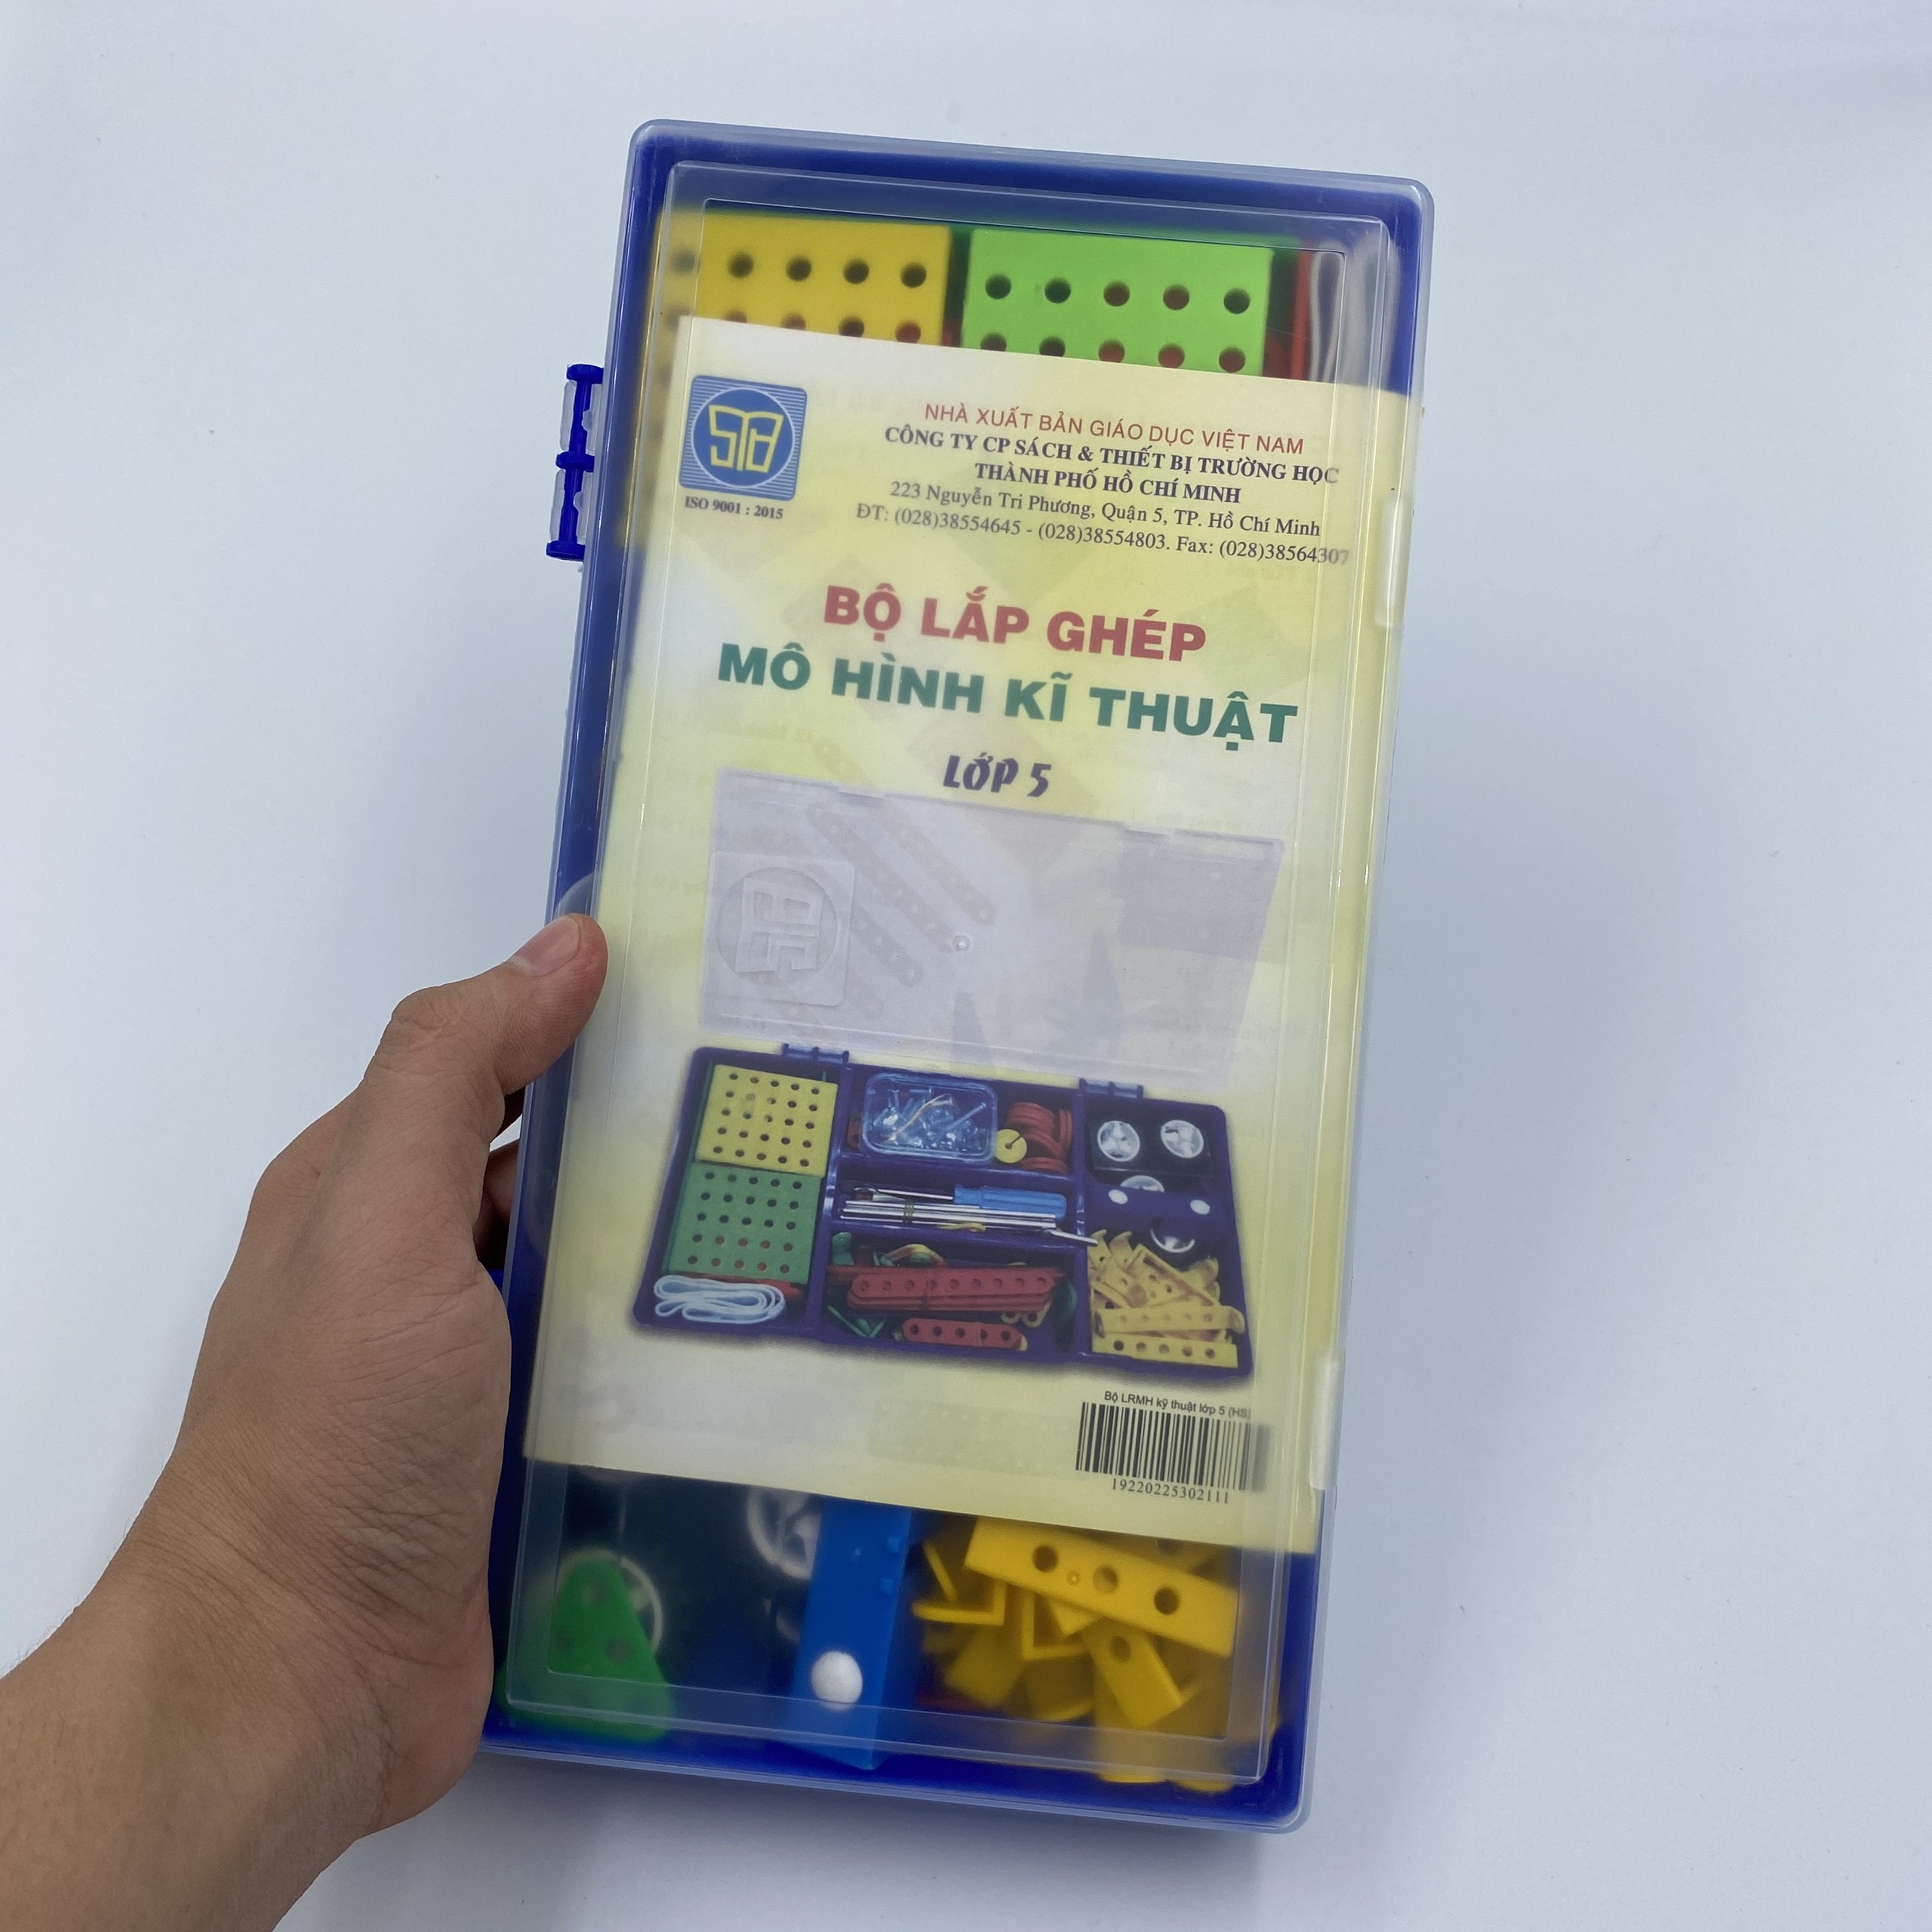 STB
ISO 9001 : 2015
NHÀ XUẤT BẢN GIÁO DỤC VIỆT NAM
CÔNG TY CP SÁCH & THIẾT BỊ TRƯỜNG HỌC
THÀNH PHỐ HỒ CHÍ MINH
223 Nguyễn Tri Phương, Quận 5, TP. Hồ Chí Minh
ĐT: (028)38554645 - (028)38554803. Fax: (028)38564307
BỘ LẮP GHÉP
MÔ HÌNH KĨ THUẬT
LỚP 5
Bộ LRMH kỹ thuật lớp 5 (HS)
19220225302111